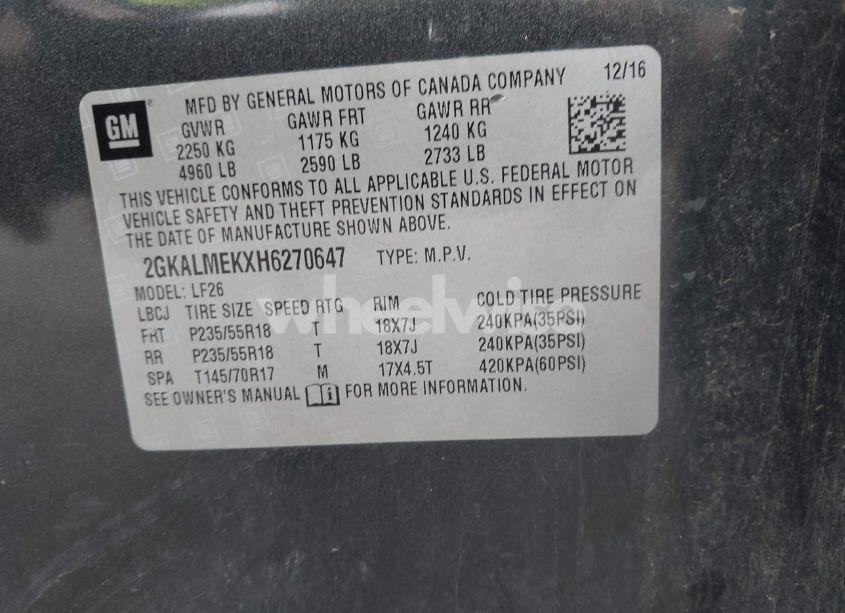 MFD BY GENERAL MOTORS OF CANADA COMPANY 12/16
GM
GVWR GAWR FRT GAWR RR
2250 KG 1175 KG 1240 KG
4960 LB 2590 LB 2733 LB
THIS VEHICLE CONFORMS TO ALL APPLICABLE U.S. FEDERAL MOTOR
VEHICLE SAFETY AND THEFT PREVENTION STANDARDS IN EFFECT ON
THE DATE OF MANUFACTURE SHOWN ABOVE.
2GKALMEKXH6270647 TYPE: M.P.V.
MODEL: LF26
LBCJ TIRE SIZE SPEED RTG RIM COLD TIRE PRESSURE
wheelwise
FRT P235/55R18 T 18X7J 240KPA(35PSI)
RR P235/55R18 T 18X7J 240KPA(35PSI)
SPA T145/70R17 M 17X4.5T 420KPA(60PSI)
SEE OWNER'S MANUAL FOR MORE INFORMATION.